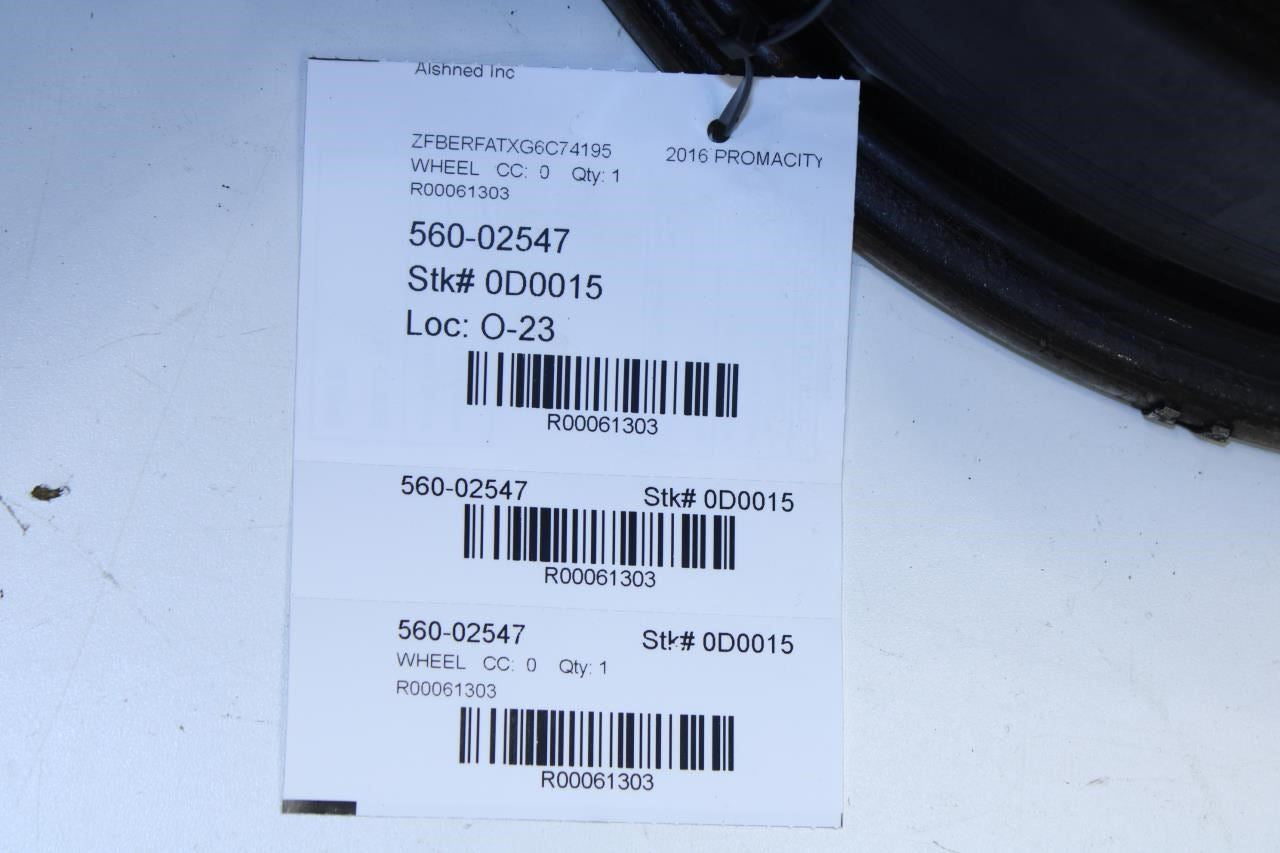 Aishned Inc
ZFBERFATXG6C74195 2016 PROMACITY
WHEEL CC: 0 Qty: 1
R00061303
560-02547
Stk# 0D0015
Loc: O-23
R00061303
560-02547 Stk# 0D0015
R00061303
560-02547 Stk# 0D0015
WHEEL CC: 0 Qty: 1
R00061303
R00061303